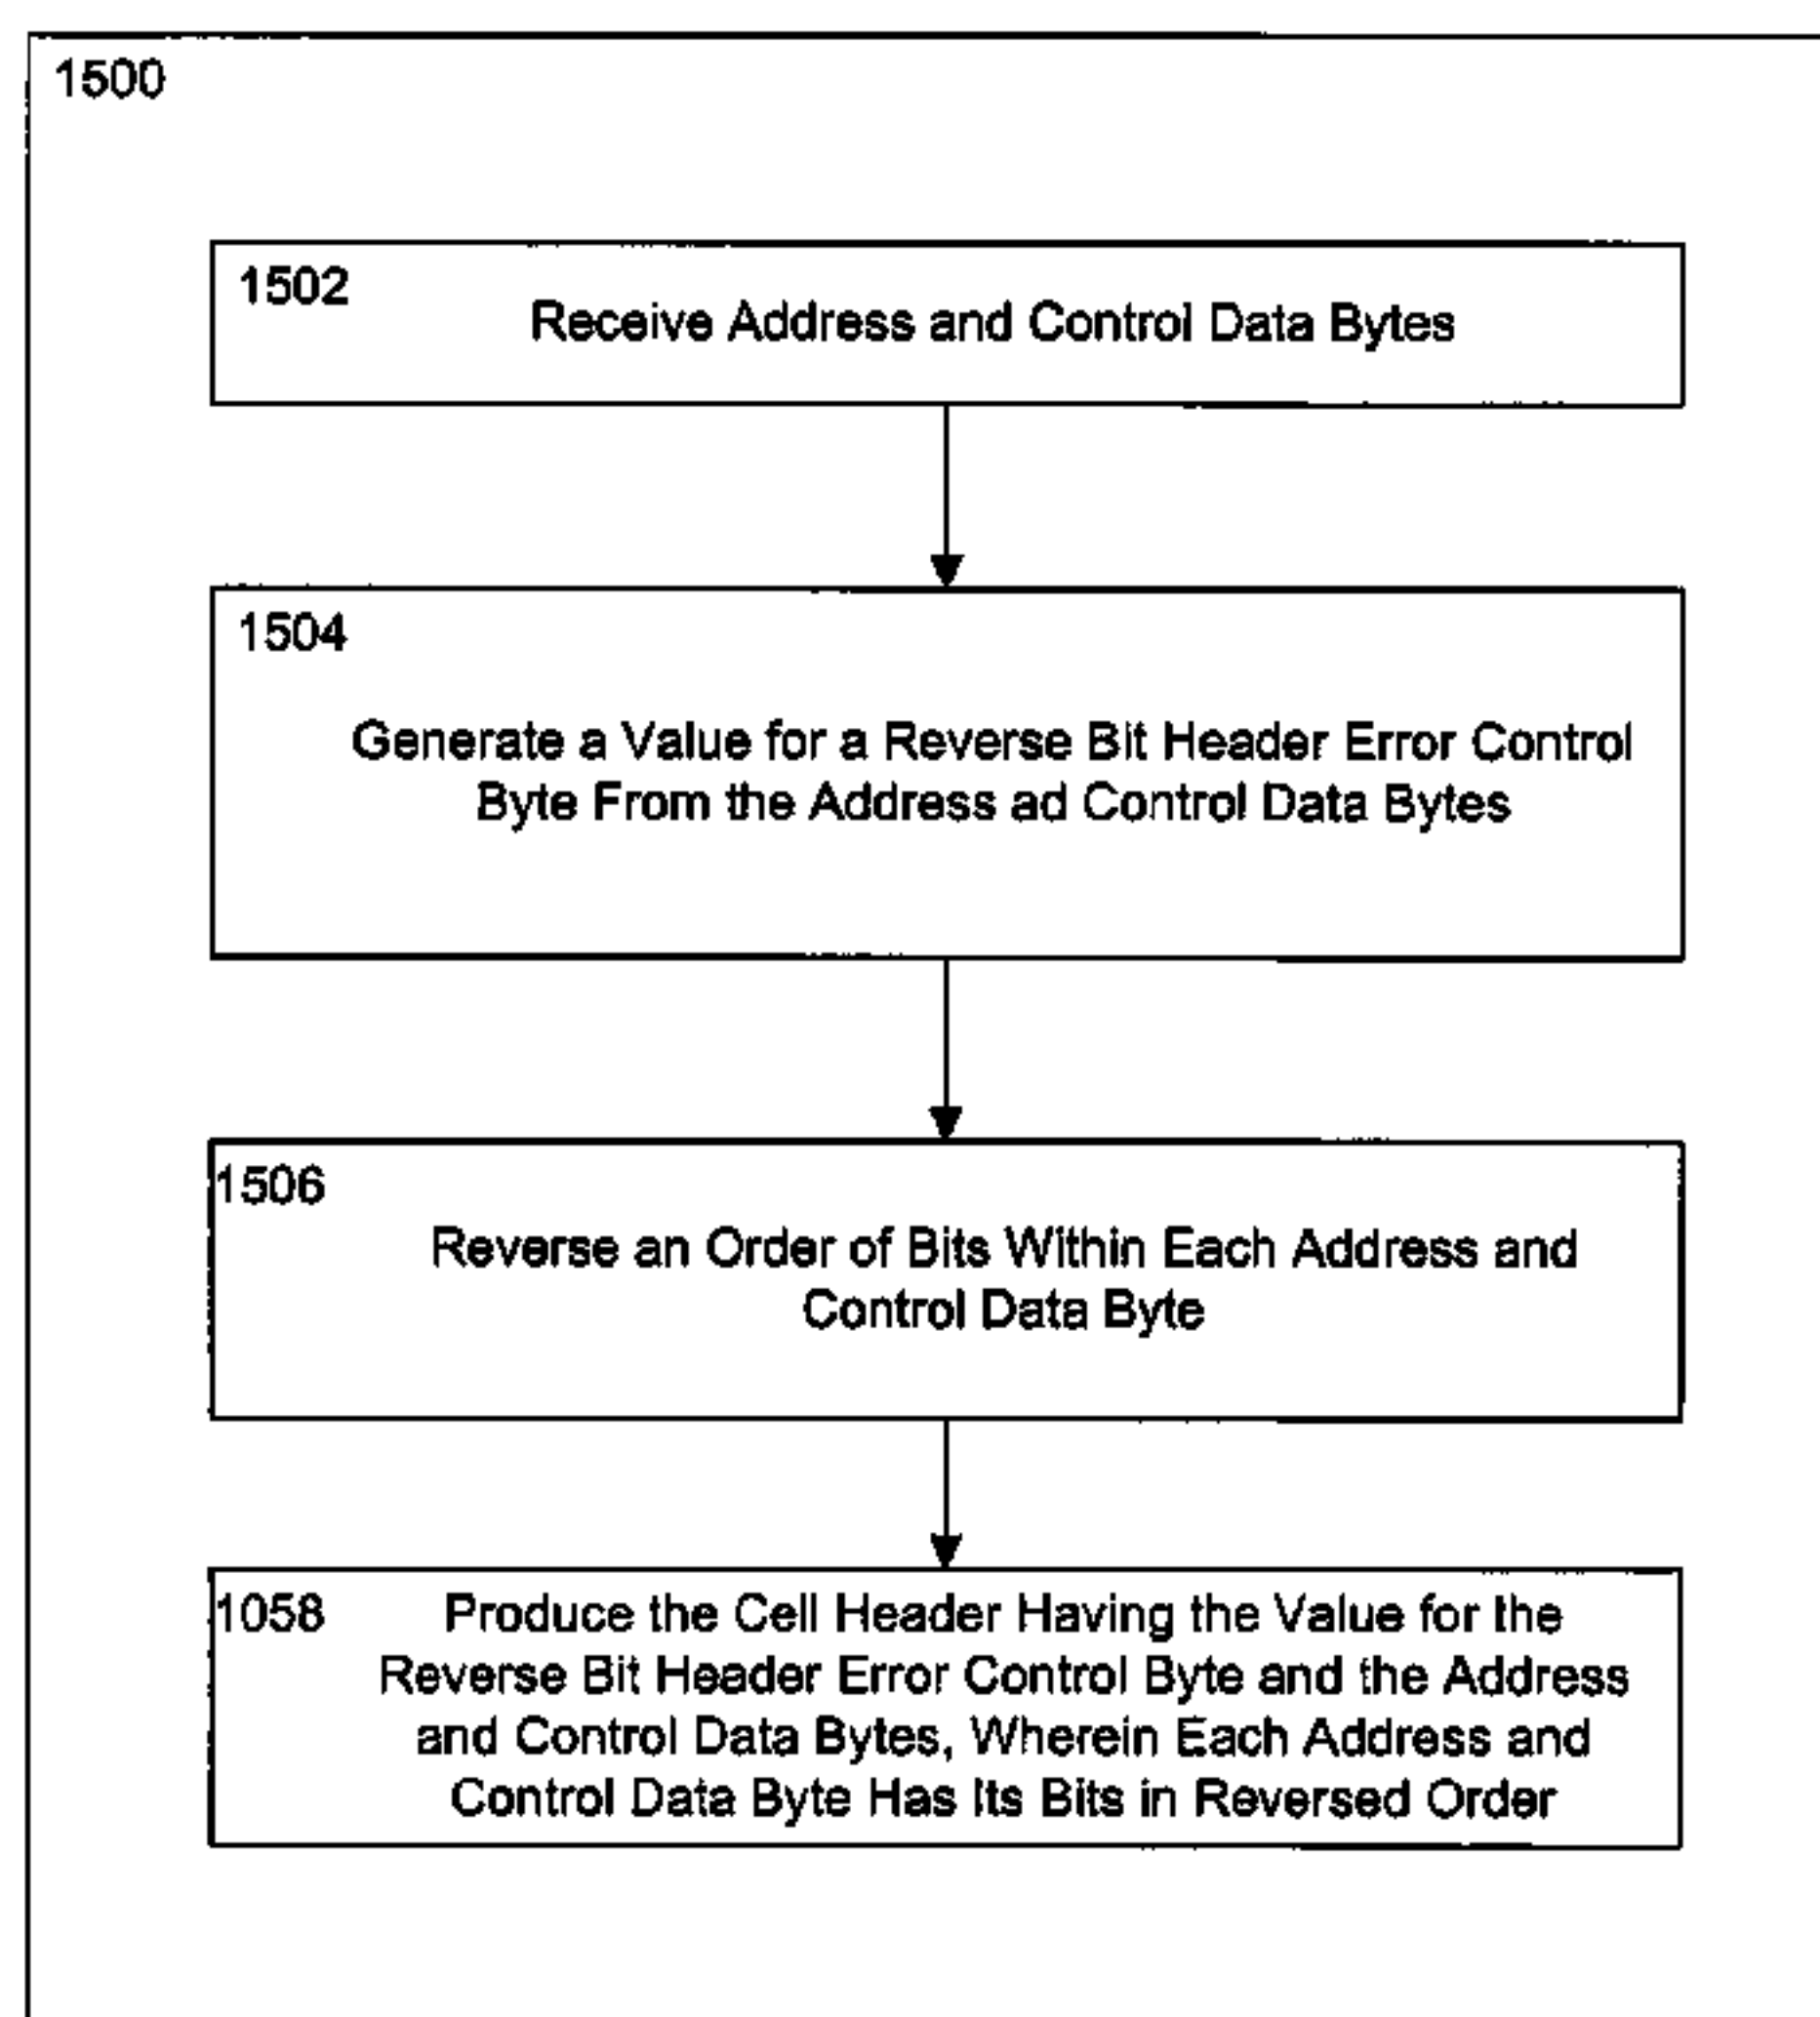 1500
1502
Receive Address and Control Data Bytes
1504
Generate a Value for a Reverse Bit Header Error Control
Byte From the Address ad Control Data Bytes
1506
Reverse an Order of Bits Within Each Address and
Control Data Byte
1058
Produce the Cell Header Having the Value for the
Reverse Bit Header Error Control Byte and the Address
and Control Data Bytes, Wherein Each Address and
Control Data Byte Has Its Bits in Reversed Order